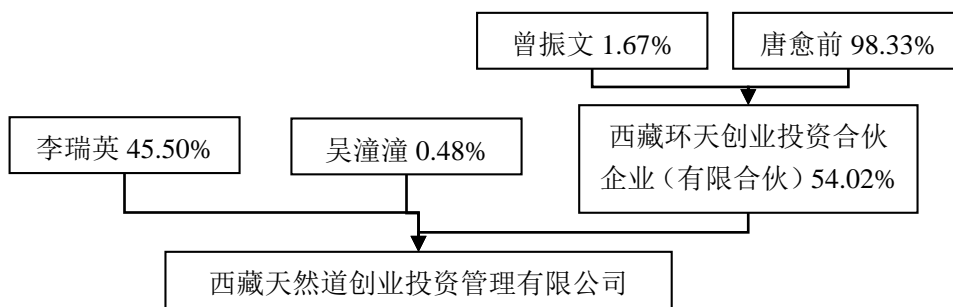 曾振文 1.67%
唐愈前 98.33%
李瑞英 45.50%
吴潼潼 0.48%
西藏环天创业投资合伙
企业（有限合伙）54.02%
西藏天然道创业投资管理有限公司